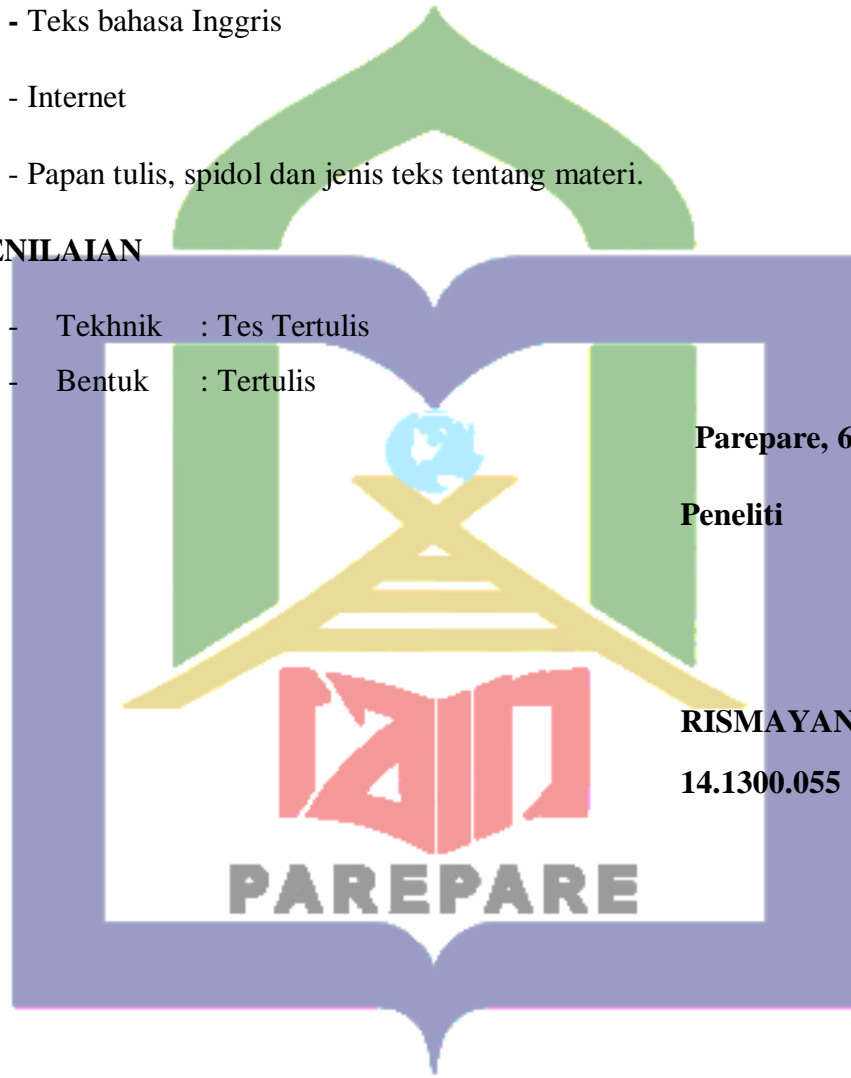 - Teks bahasa Inggris
- Internet
- Papan tulis, spidol dan jenis teks tentang materi.
ENILAIAN
- Tekhnik : Tes Tertulis
- Bentuk : Tertulis
Parepare, 6
Peneliti
RISMAYAN
14.1300.055
iain
PAREPARE